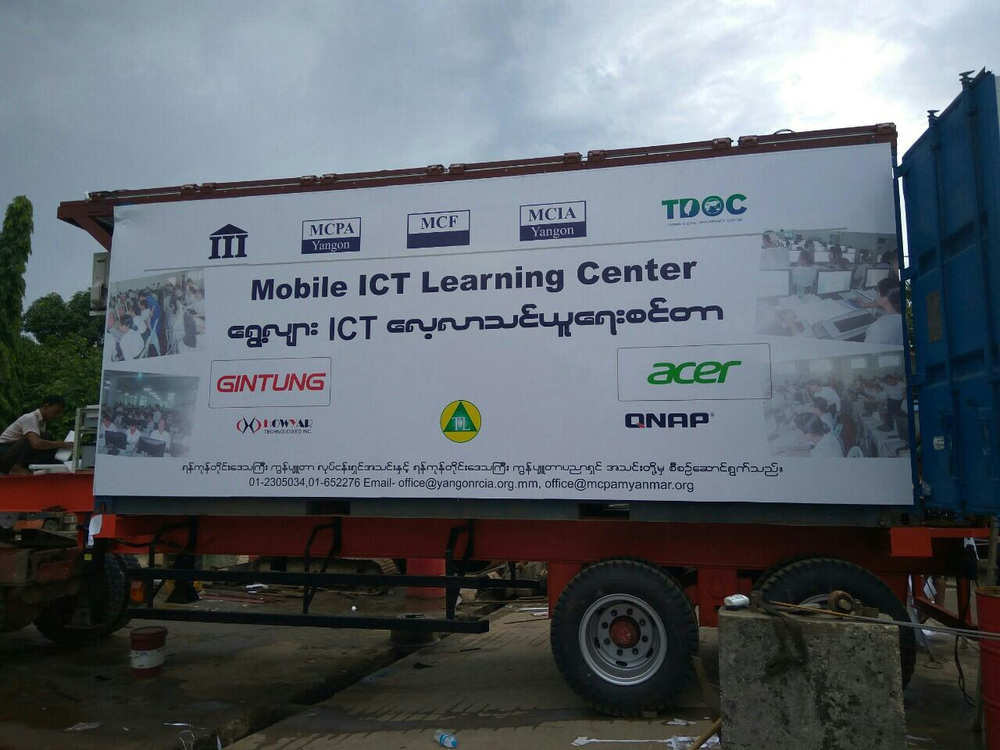 MCPA
Yangon
MCF
MCIA
Yangon
TDOC
TAIWAN DIGITAL OPPORTUNITY CENTER
Mobile ICT Learning Center
ရွေ့လျား ICT လေ့လာသင်ယူရေးစင်တာ
GINTUNG
acer
HOWYAR
TECHNOLOGIES INC.
TL
QNAP
ရန်ကုန်တိုင်းဒေသကြီး ကွန်ပျူတာ လုပ်ငန်းရှင်အသင်းနှင့် ရန်ကုန်တိုင်းဒေသကြီး ကွန်ပျူတာပညာရှင် အသင်းတို့မှ စီစဉ်ဆောင်ရွက်သည်။
01-2305034,01-652276 Email- office@yangonrcia.org.mm, office@mcpamyanmar.org